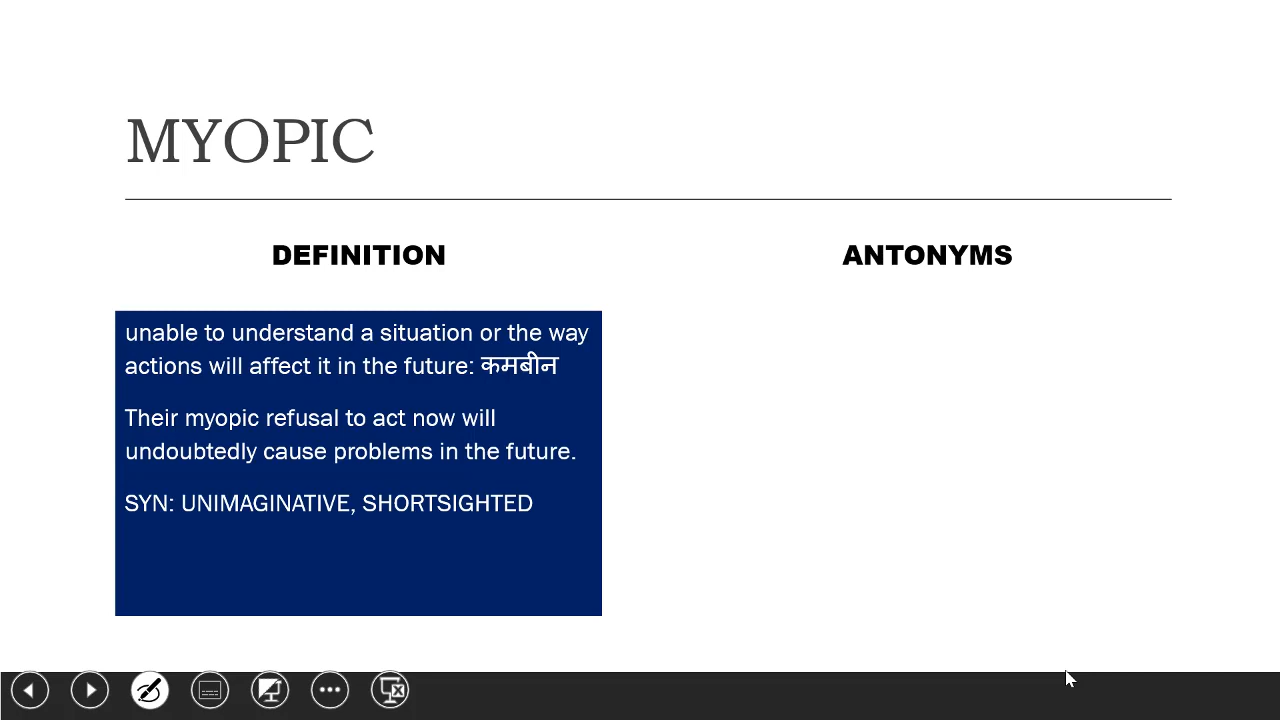 MYOPIC
DEFINITION
unable to understand a situation or the way
actions will affect it in the future: कमबीन
Their myopic refusal to act now will
undoubtedly cause problems in the future.
SYN: UNIMAGINATIVE, SHORTSIGHTED
ANTONYMS